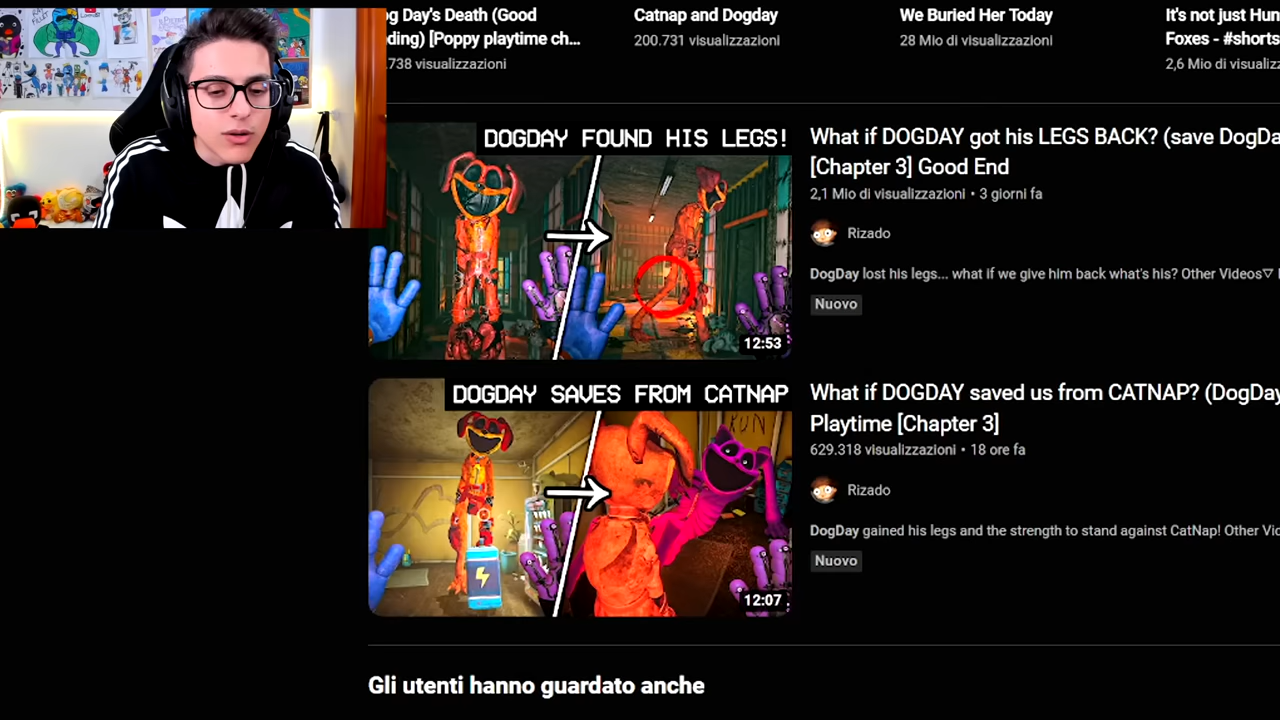 og Day's Death (Good
ding) [Poppy playtime ch...
.738 visualizzazioni
Catnap and Dogday
200.731 visualizzazioni
We Buried Her Today
28 Mio di visualizzazioni
It's not just Hun
Foxes - #shorts
2,6 Mio di visualizz
DOGDAY FOUND HIS LEGS!
12:53
What if DOGDAY got his LEGS BACK? (save DogDa
[Chapter 3] Good End
2,1 Mio di visualizzazioni • 3 giorni fa
Rizado
DogDay lost his legs... what if we give him back what's his? Other Videos▽
Nuovo
DOGDAY SAVES FROM CATNAP
RUN
12:07
What if DOGDAY saved us from CATNAP? (DogDay
Playtime [Chapter 3]
629.318 visualizzazioni • 18 ore fa
Rizado
DogDay gained his legs and the strength to stand against CatNap! Other Vid
Nuovo
Gli utenti hanno guardato anche